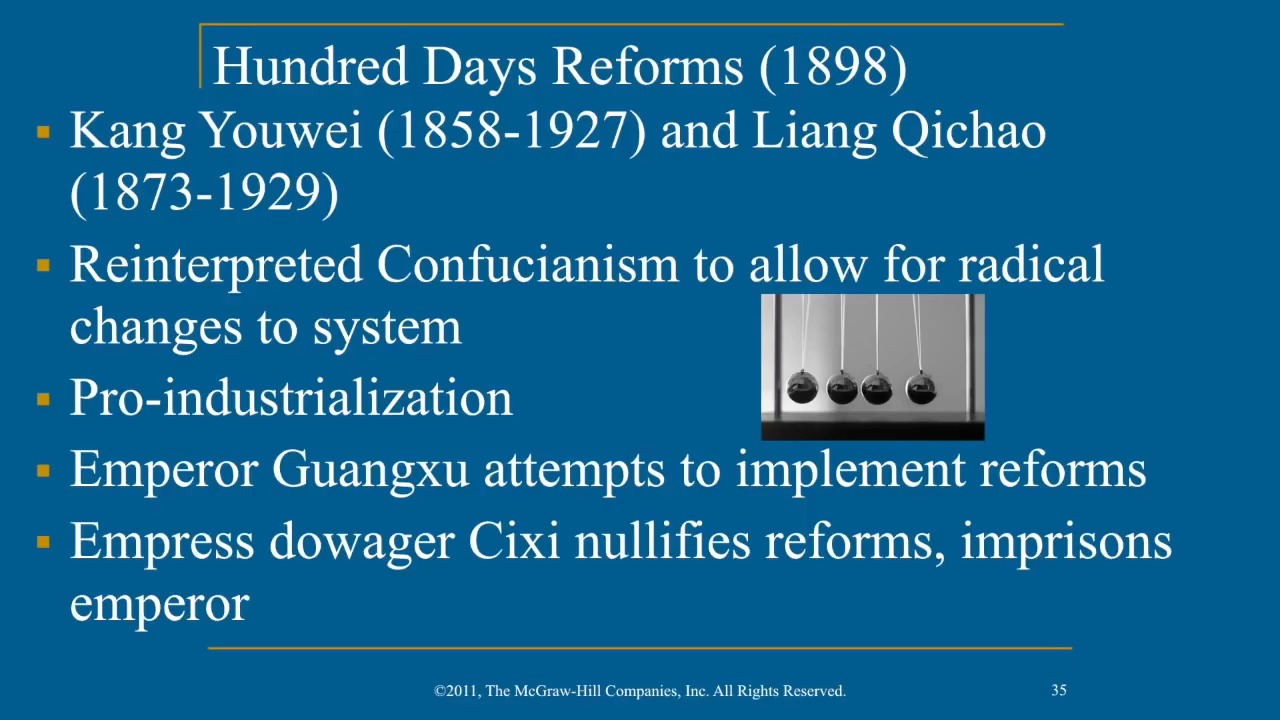 Hundred Days Reforms (1898)
Kang Youwei (1858-1927) and Liang Qichao
(1873-1929)
Reinterpreted Confucianism to allow for radical
changes to system
Pro-industrialization
Emperor Guangxu attempts to implement reforms
Empress dowager Cixi nullifies reforms, imprisons
emperor
©2011, The McGraw-Hill Companies, Inc. All Rights Reserved.
35